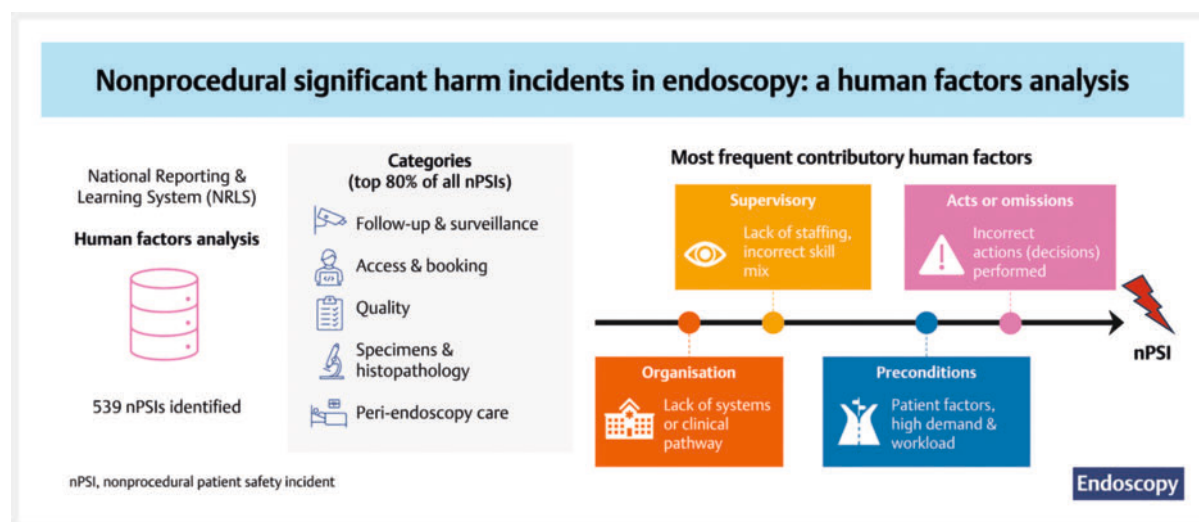 Nonprocedural significant harm incidents in endoscopy: a human factors analysis
National Reporting &
Learning System (NRLS)
Human factors analysis
539 nPSIs identified
Categories
(top 80% of all nPSIs)
Follow-up & surveillance
Access & booking
Quality
Specimens &
histopathology
Peri-endoscopy care
Most frequent contributory human factors
Supervisory
Lack of staffing,
incorrect skill
mix
Acts or omissions
Incorrect
actions (decisions)
performed
nPSI
Organisation
Lack of systems
or clinical
pathway
Preconditions
Patient factors,
high demand &
workload
nPSI, nonprocedural patient safety incident
Endoscopy